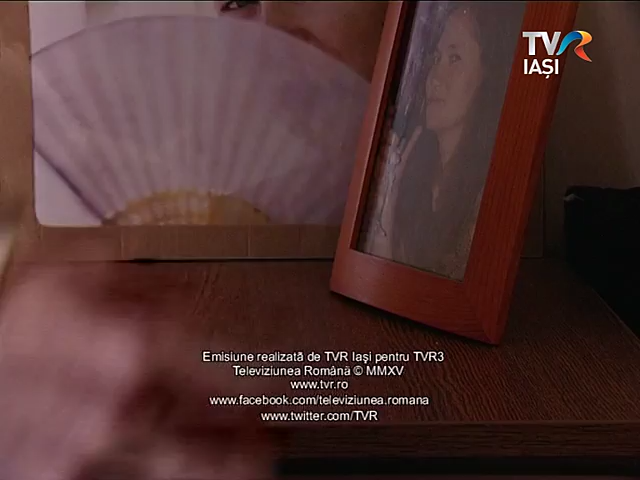 TVR
IAȘI
Emisiune realizată de TVR Iași pentru TVR3
Televiziunea Română © MMXV
www.tvr.ro
www.facebook.com/televiziunea.romana
www.twitter.com/TVR